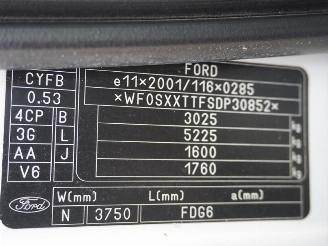 FORD
CYFB e11×2001/116×0285
0.53 ×WF0SXXTTFSDP30852×
4CP B 3025 kg
3G L 5225 kg
AA J 1600 kg
V6 1760 kg
Ford W(mm) L(mm) a(mm)
N 3750 FDG6